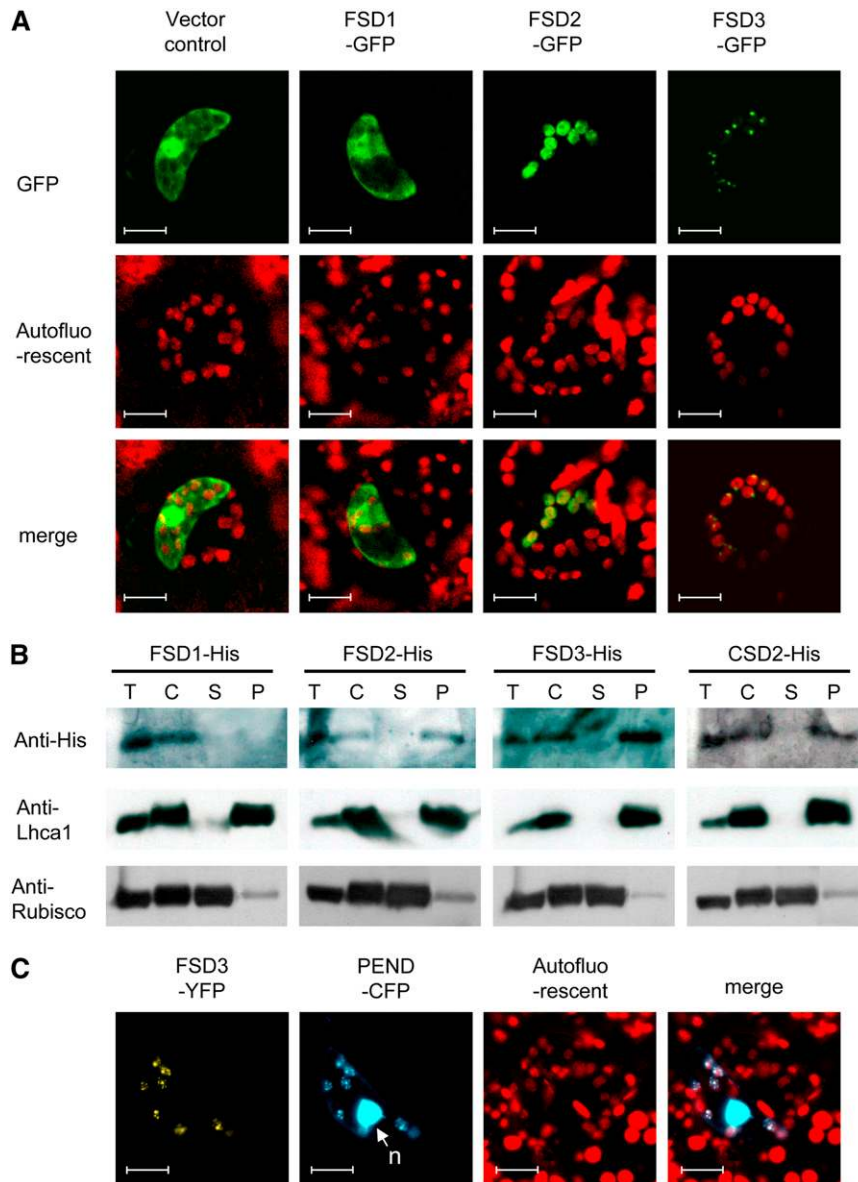 A
Vector control
FSD1 -GFP
FSD2 -GFP
FSD3 -GFP
GFP
Autofluo -rescent
merge
B
FSD1-His
FSD2-His
FSD3-His
CSD2-His
T C S P
T C S P
T C S P
T C S P
Anti-His
Anti- Lhca1
Anti- Rubisco
C
FSD3 -YFP
PEND -CFP
Autofluo -rescent
merge
n